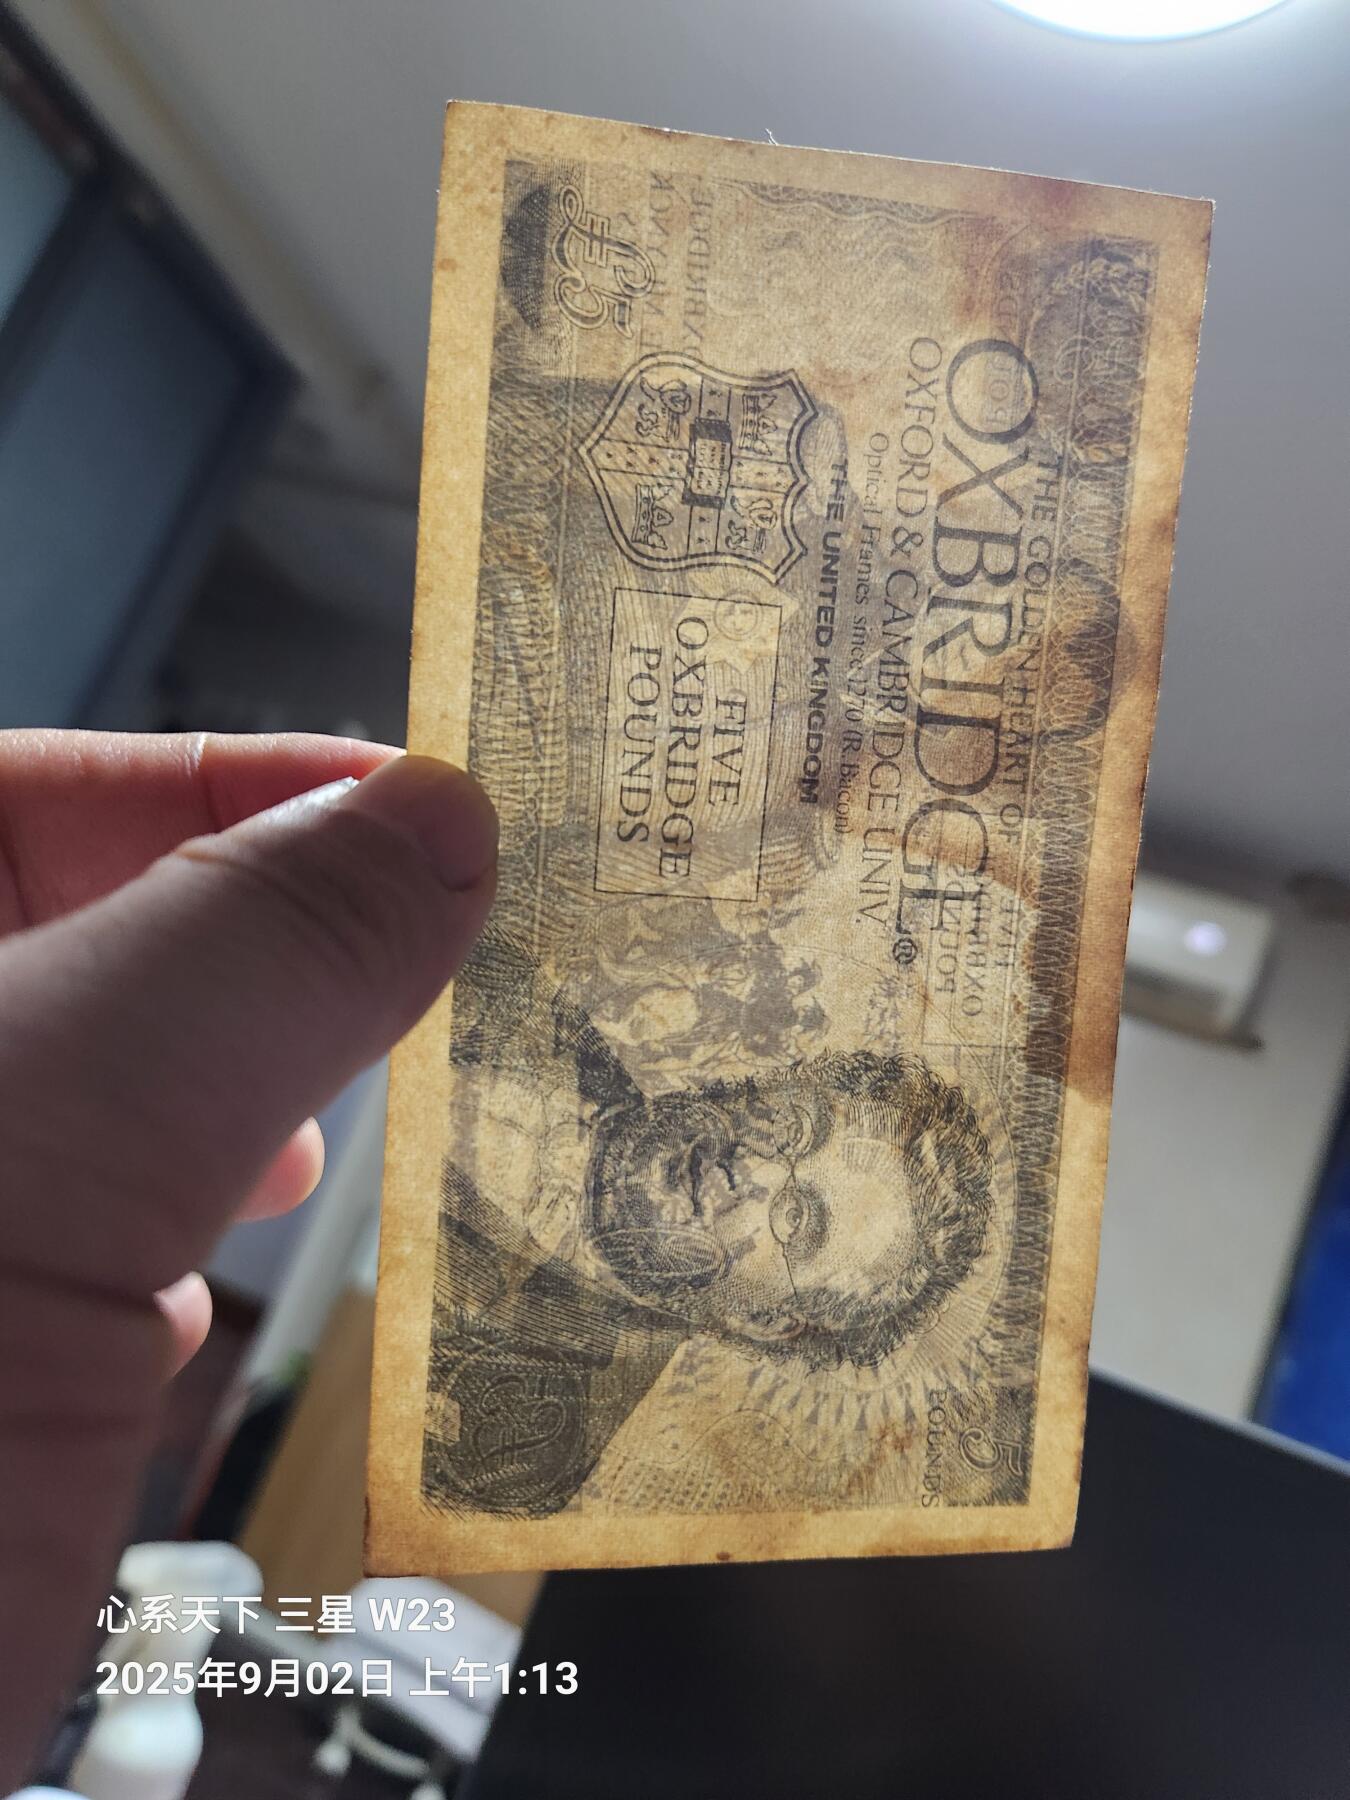 THE GOLDEN HEART OF
OXBRIDGE®
OXFORD & CAMBRIDGE UNIV.
Optical Frames since 1270 (R. Bacon)
THE UNITED KINGDOM
FIVE
OXBRIDGE
POUNDS
£5
5
POUNDS
心系天下 三星 W23
2025年9月02日 上午1:13